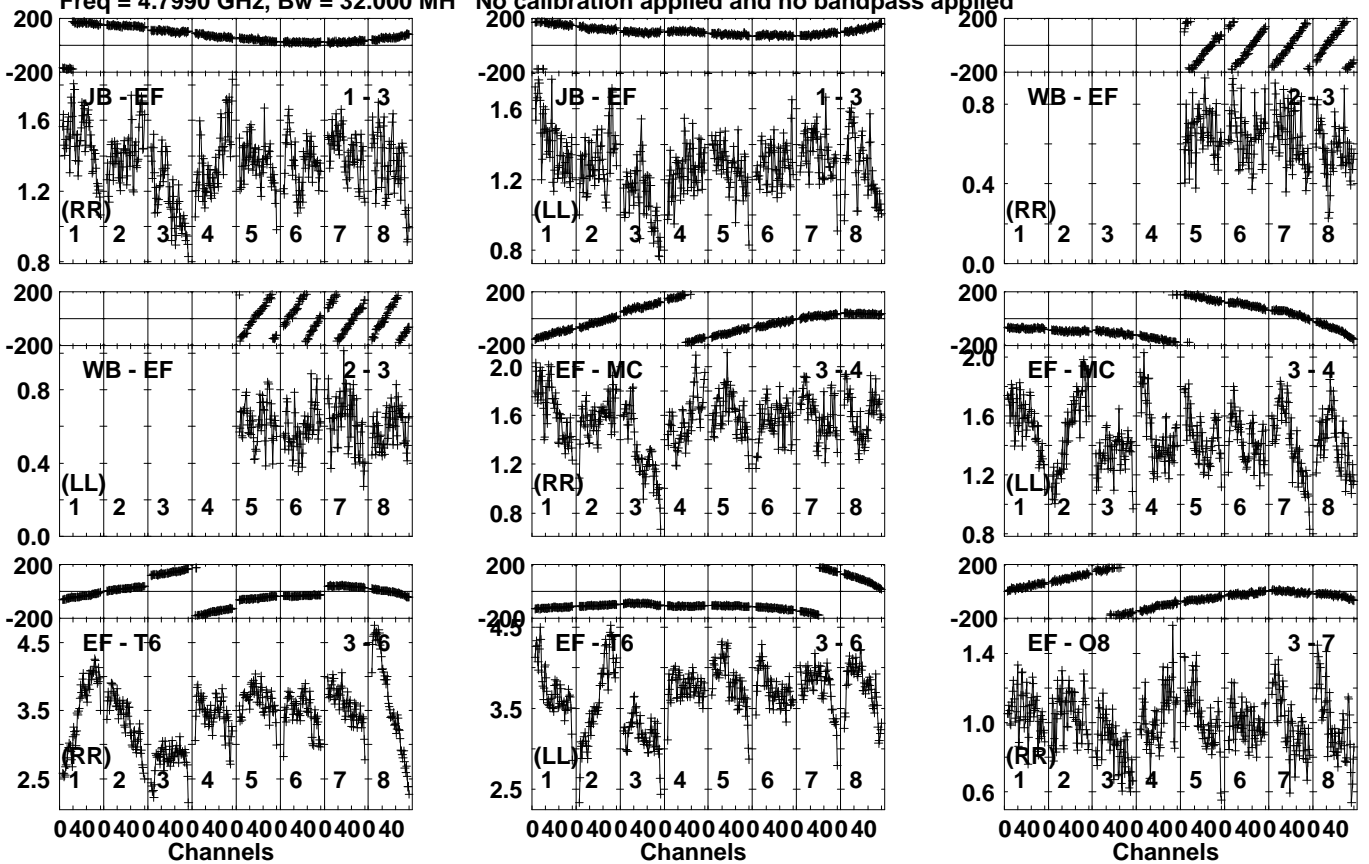 Freq = 4.7990 GHz, Bw = 32.000 MH No calibration applied and no bandpass applied
200
-200
JB - EF 1 - 3
1.6
1.2
(RR)
1 2 3 4 5 6 7 8
0.8
200
-200
JB - EF 1 - 3
1.6
1.2
(LL)
1 2 3 4 5 6 7 8
0.8
200
-200
WB - EF 2 - 3
0.8
0.4
(RR)
1 2 3 4 5 6 7 8
0.0
200
-200
WB - EF 2 - 3
0.8
0.4
(LL)
1 2 3 4 5 6 7 8
0.0
200
-200
2.0
EF - MC 3 - 4
1.6
1.2
(RR)
0.8
1 2 3 4 5 6 7 8
200
-200
2.0
EF - MC 3 - 4
1.6
1.2
(LL)
1 2 3 4 5 6 7 8
0.8
200
-200
4.5
EF - T6 3 - 6
3.5
(RR)
2.5
1 2 3 4 5 6 7 8
0 40 0 40 0 40 0 40 0 40 0 40 0 40 0 40
Channels
200
-200
4.5
EF - T6 3 - 6
3.5
(LL)
2.5
1 2 3 4 5 6 7 8
0 40 0 40 0 40 0 40 0 40 0 40 0 40 0 40
Channels
200
-200
EF - O8 3 - 7
1.4
1.0
(RR)
0.6
1 2 3 4 5 6 7 8
0 40 0 40 0 40 0 40 0 40 0 40 0 40 0 40
Channels